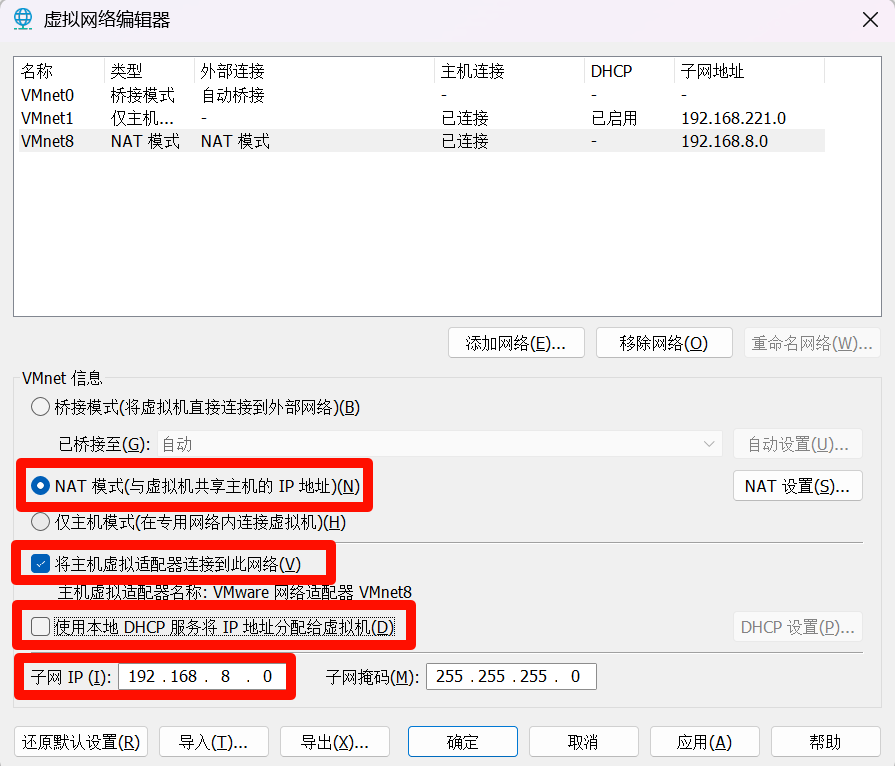 虚拟网络编辑器
名称 类型 外部连接 主机连接 DHCP 子网地址
VMnet0 桥接模式 自动桥接 - - -
VMnet1 仅主机... - 已连接 已启用 192.168.221.0
VMnet8 NAT 模式 NAT 模式 已连接 - 192.168.8.0
添加网络(E)... 移除网络(O) 重命名网络(W)...
VMnet 信息
桥接模式(将虚拟机直接连接到外部网络)(B)
已桥接至(G): 自动 自动设置(U)...
NAT 模式(与虚拟机共享主机的 IP 地址)(N) NAT 设置(S)...
仅主机模式(在专用网络内连接虚拟机)(H)
将主机虚拟适配器连接到此网络(V)
主机虚拟适配器名称: VMware 网络适配器 VMnet8
使用本地 DHCP 服务将 IP 地址分配给虚拟机(D) DHCP 设置(P)...
子网 IP (I): 192 . 168 . 8 . 0 子网掩码(M): 255 . 255 . 255 . 0
还原默认设置(R) 导入(T)... 导出(X)... 确定 取消 应用(A) 帮助